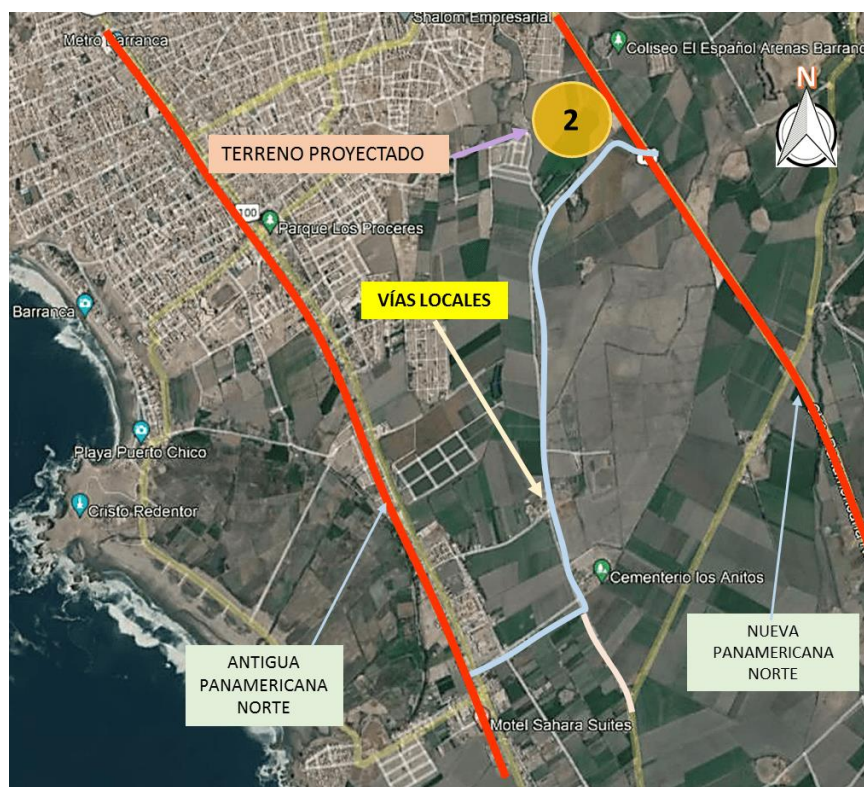 Metro Barranca
Shalom Empresarial
Coliseo El Español Arenas Barranc
N
2
TERRENO PROYECTADO
100
Parque Los Proceres
VÍAS LOCALES
Barranca
Playa Puerto Chico
Cristo Redentor
Cementerio los Anitos
ANTIGUA
PANAMERICANA
NORTE
NUEVA
PANAMERICANA
NORTE
Motel Sahara Suites